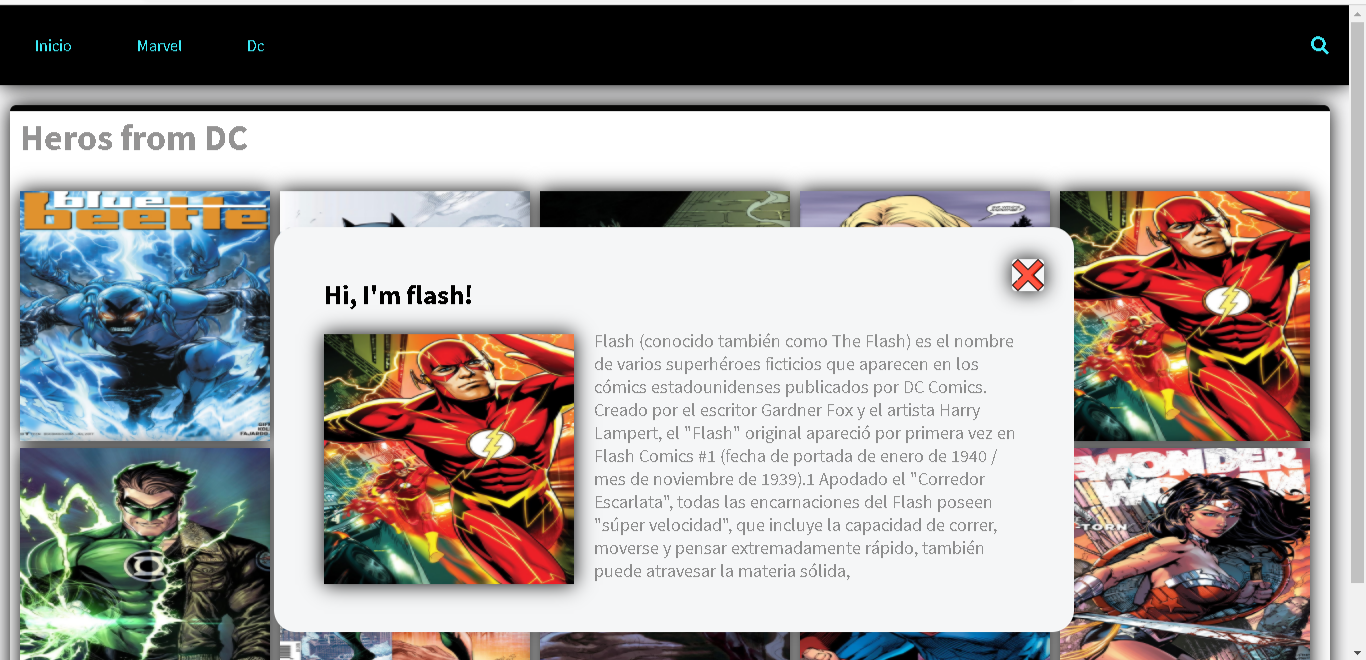 Inicio Marvel Dc
Heros from DC
blue
beetle
Hi, I'm flash!
Flash (conocido también como The Flash) es el nombre
de varios superhéroes ficticios que aparecen en los
cómics estadounidenses publicados por DC Comics.
Creado por el escritor Gardner Fox y el artista Harry
Lampert, el "Flash" original apareció por primera vez en
Flash Comics #1 (fecha de portada de enero de 1940 /
mes de noviembre de 1939).1 Apodado el "Corredor
Escarlata", todas las encarnaciones del Flash poseen
"súper velocidad", que incluye la capacidad de correr,
moverse y pensar extremadamente rápido, también
puede atravesar la materia sólida,
WONDER